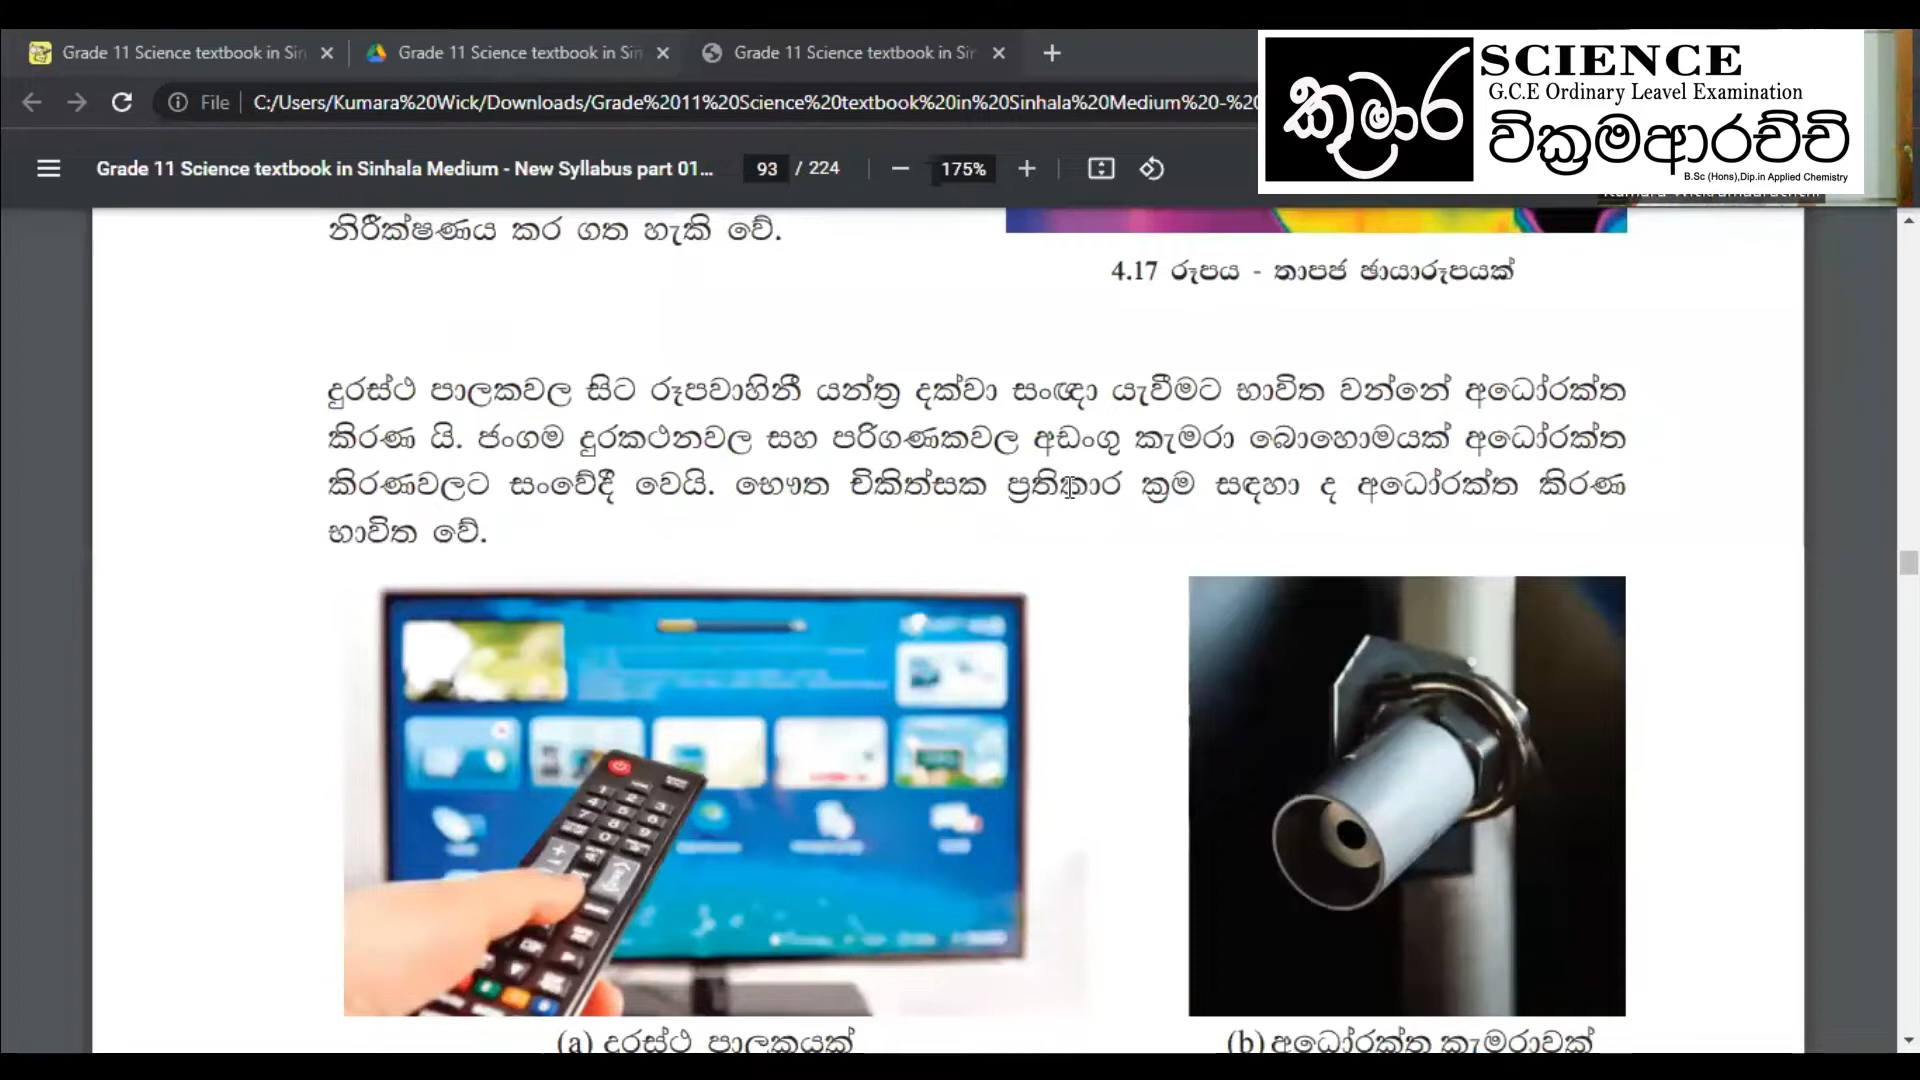 Grade 11 Science textbook in Sin
Grade 11 Science textbook in Sin
Grade 11 Science textbook in Sin
File
C:/Users/Kumara%20Wick/Downloads/Grade%2011%20Science%20textbook%20in%20Sinhala%20Medium%20-%20
Grade 11 Science textbook in Sinhala Medium - New Syllabus part 01...
93 / 224
175%
කුමාර
SCIENCE
G.C.E Ordinary Leavel Examination
වික්‍රමආරච්චි
B.Sc (Hons),Dip.in Applied Chemistry
නිරීක්ෂණය කර ගත හැකි වේ.
4.17 රූපය - තාපජ ඡායාරූපයක්
දුරස්ථ පාලකවල සිට රූපවාහිනී යන්ත්‍ර දක්වා සංඥා යැවීමට භාවිත වන්නේ අධෝරක්ත
කිරණ යි. ජංගම දුරකථනවල සහ පරිගණකවල අඩංගු කැමරා බොහොමයක් අධෝරක්ත
කිරණවලට සංවේදී වෙයි. භෞත චිකිත්සක ප්‍රතිකාර ක්‍රම සඳහා ද අධෝරක්ත කිරණ
භාවිත වේ.
(a) දුරස්ථ පාලකයක්
(b) අධෝරක්ත කැමරාවක්